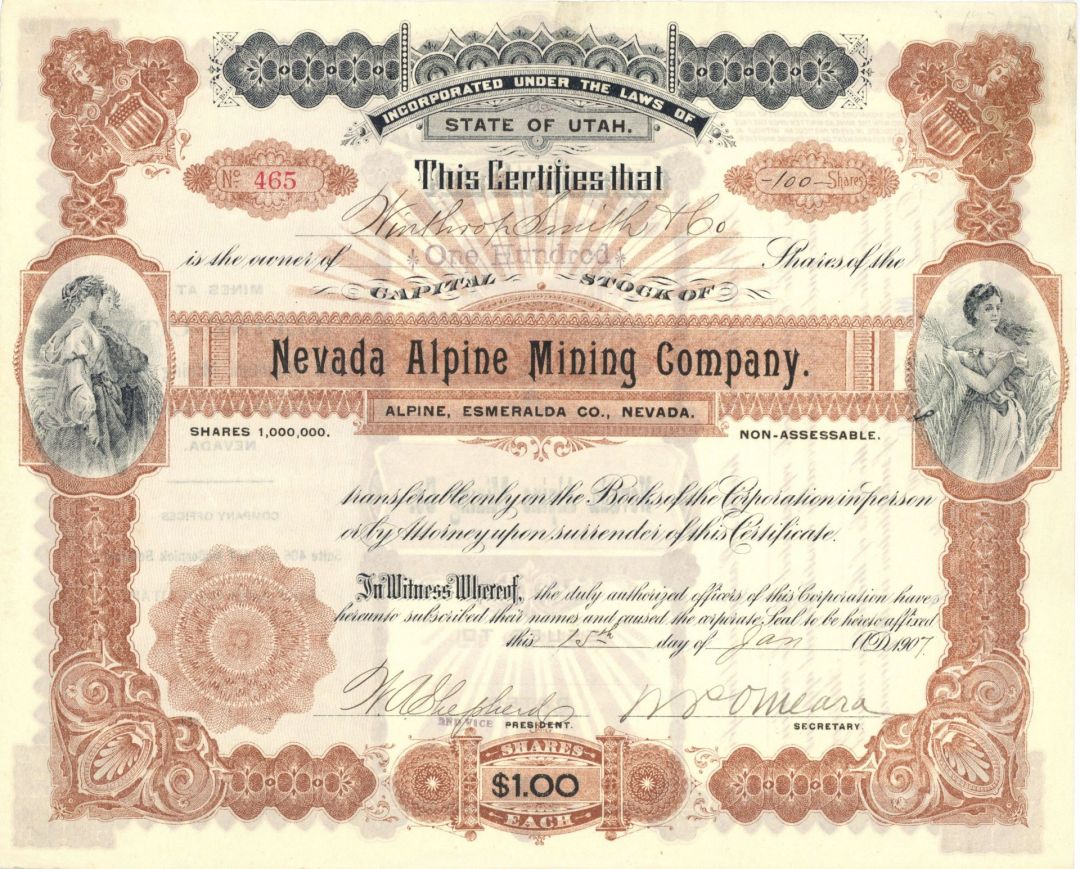 INCORPORATED UNDER THE LAWS OF
STATE OF UTAH.
No. 465
This Certifies that
-100- Shares
Winthrop Smith & Co
is the owner of *One Hundred* Shares of the
CAPITAL STOCK OF
Nevada Alpine Mining Company.
ALPINE, ESMERALDA CO., NEVADA.
SHARES 1,000,000.
NON-ASSESSABLE.
transferable only on the Books of the Corporation in person
or by Attorney upon surrender of this Certificate.
In Witness Whereof, the duly authorized officers of this Corporation have
hereunto subscribed their names and caused the corporate Seal to be hereto affixed
this 15th day of Jan A.D. 1907.
W A Shepherd
2ND VICE PRESIDENT.
O'Meara
SECRETARY.
SHARES
$1.00
EACH